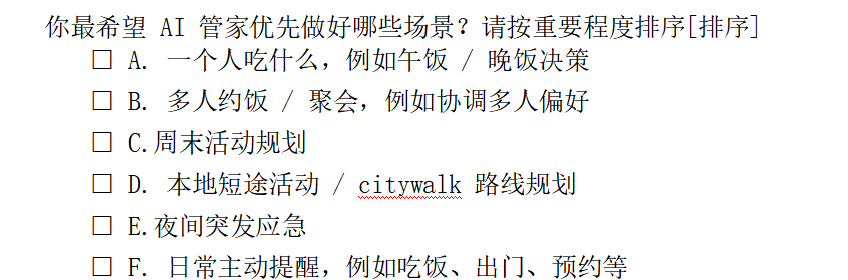 你最希望 AI 管家优先做好哪些场景？请按重要程度排序[排序]
□ A. 一个人吃什么，例如午饭 / 晚饭决策
□ B. 多人约饭 / 聚会，例如协调多人偏好
□ C.周末活动规划
□ D. 本地短途活动 / citywalk 路线规划
□ E.夜间突发应急
□ F. 日常主动提醒，例如吃饭、出门、预约等